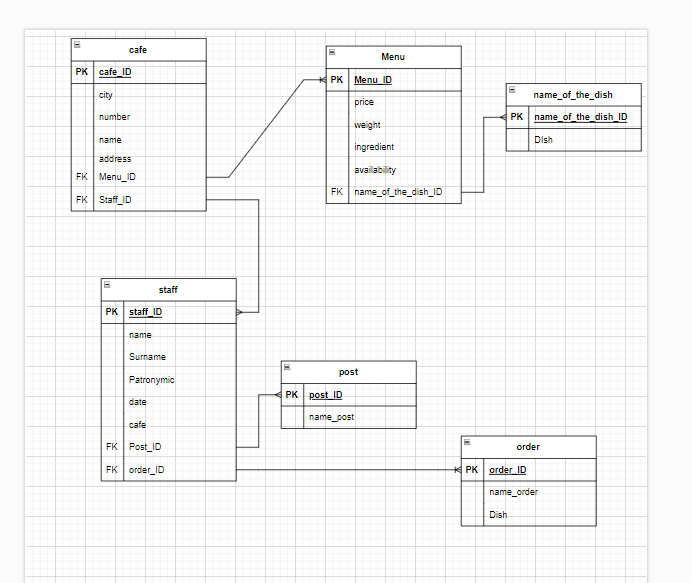 cafe
PK cafe_ID
city
number
name
address
FK Menu_ID
FK Staff_ID
Menu
PK Menu_ID
price
weight
ingredient
availability
FK name_of_the_dish_ID
name_of_the_dish
PK name_of_the_dish_ID
DIsh
staff
PK staff_ID
name
Surname
Patronymic
date
cafe
FK Post_ID
FK order_ID
post
PK post_ID
name_post
order
PK order_ID
name_order
Dish